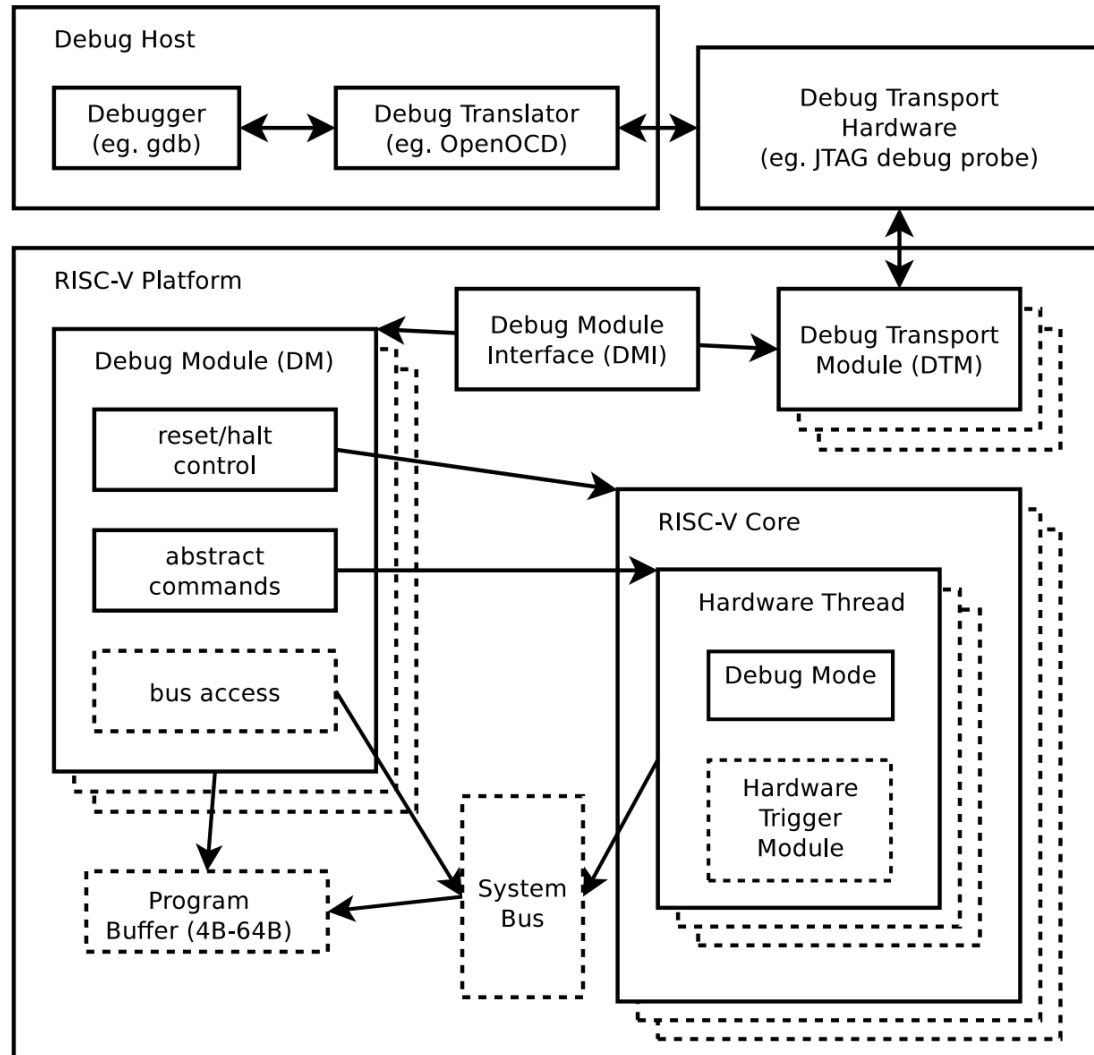 Debug Host
Debugger
(eg. gdb)
Debug Translator
(eg. OpenOCD)
Debug Transport
Hardware
(eg. JTAG debug probe)
RISC-V Platform
Debug Module (DM)
Debug Module
Interface (DMI)
Debug Transport
Module (DTM)
reset/halt
control
abstract
commands
bus access
RISC-V Core
Hardware Thread
Debug Mode
Hardware
Trigger
Module
Program
Buffer (4B-64B)
System
Bus